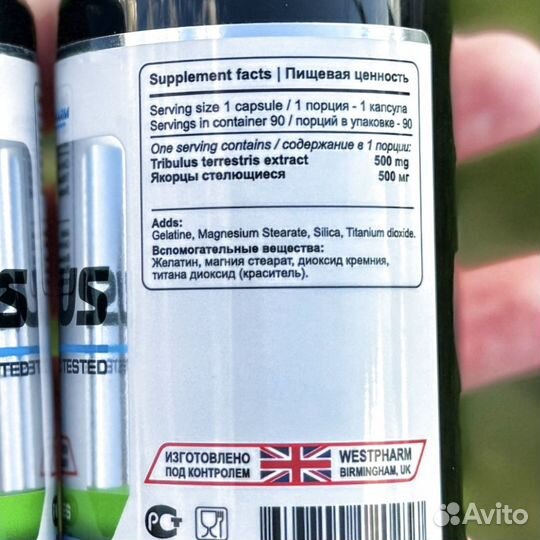 Supplement facts | Пищевая ценность
Serving size 1 capsule / 1 порция - 1 капсула
Servings in container 90 / порций в упаковке - 90
One serving contains / содержание в 1 порции:
Tribulus terrestris extract 500 mg
Якорцы стелющиеся 500 мг
Adds:
Gelatine, Magnesium Stearate, Silica, Titanium dioxide.
Вспомогательные вещества:
Желатин, магния стеарат, диоксид кремния,
титана диоксид (краситель).
TESTED
ИЗГОТОВЛЕНО
ПОД КОНТРОЛЕМ
WESTPHARM
BIRMINGHAM, UK
Avito